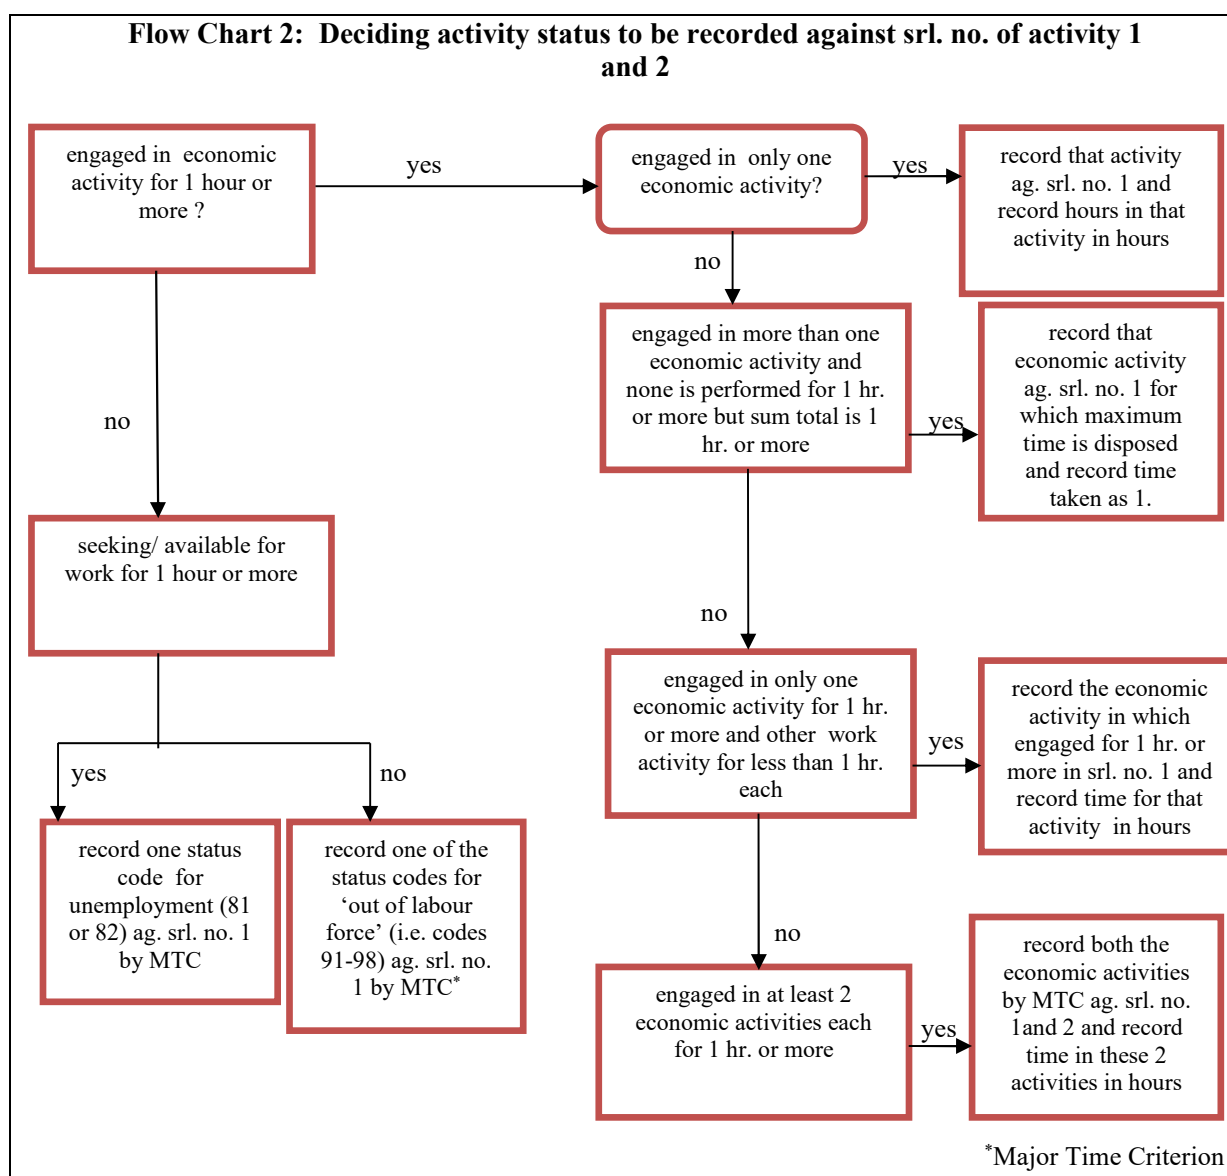 Flow Chart 2: Deciding activity status to be recorded against srl. no. of activity 1
and 2
engaged in economic
activity for 1 hour or
more ?
yes
engaged in only one
economic activity?
yes
record that activity
ag. srl. no. 1 and
record hours in that
activity in hours
no
no
engaged in more than one
economic activity and
none is performed for 1 hr.
or more but sum total is 1
hr. or more
yes
record that
economic activity
ag. srl. no. 1 for
which maximum
time is disposed
and record time
taken as 1.
seeking/ available for
work for 1 hour or more
no
engaged in only one
economic activity for 1 hr.
or more and other work
activity for less than 1 hr.
each
yes
record the economic
activity in which
engaged for 1 hr. or
more in srl. no. 1 and
record time for that
activity in hours
yes
no
record one status
code for
unemployment (81
or 82) ag. srl. no. 1
by MTC
record one of the
status codes for
‘out of labour
force’ (i.e. codes
91-98) ag. srl. no.
1 by MTC*
no
engaged in at least 2
economic activities each
for 1 hr. or more
yes
record both the
economic activities
by MTC ag. srl. no.
1and 2 and record
time in these 2
activities in hours
*Major Time Criterion